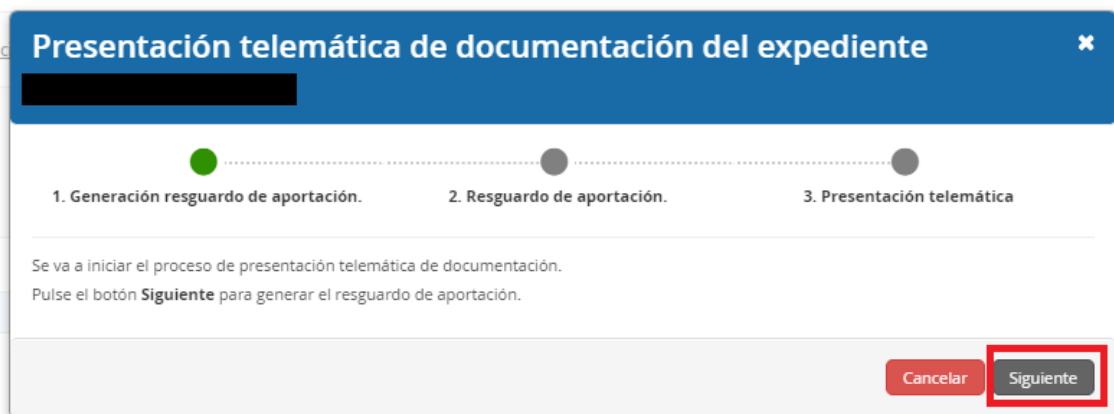 Presentación telemática de documentación del expediente
1. Generación resguardo de aportación.
2. Resguardo de aportación.
3. Presentación telemática
Se va a iniciar el proceso de presentación telemática de documentación.
Pulse el botón Siguiente para generar el resguardo de aportación.
Cancelar
Siguiente